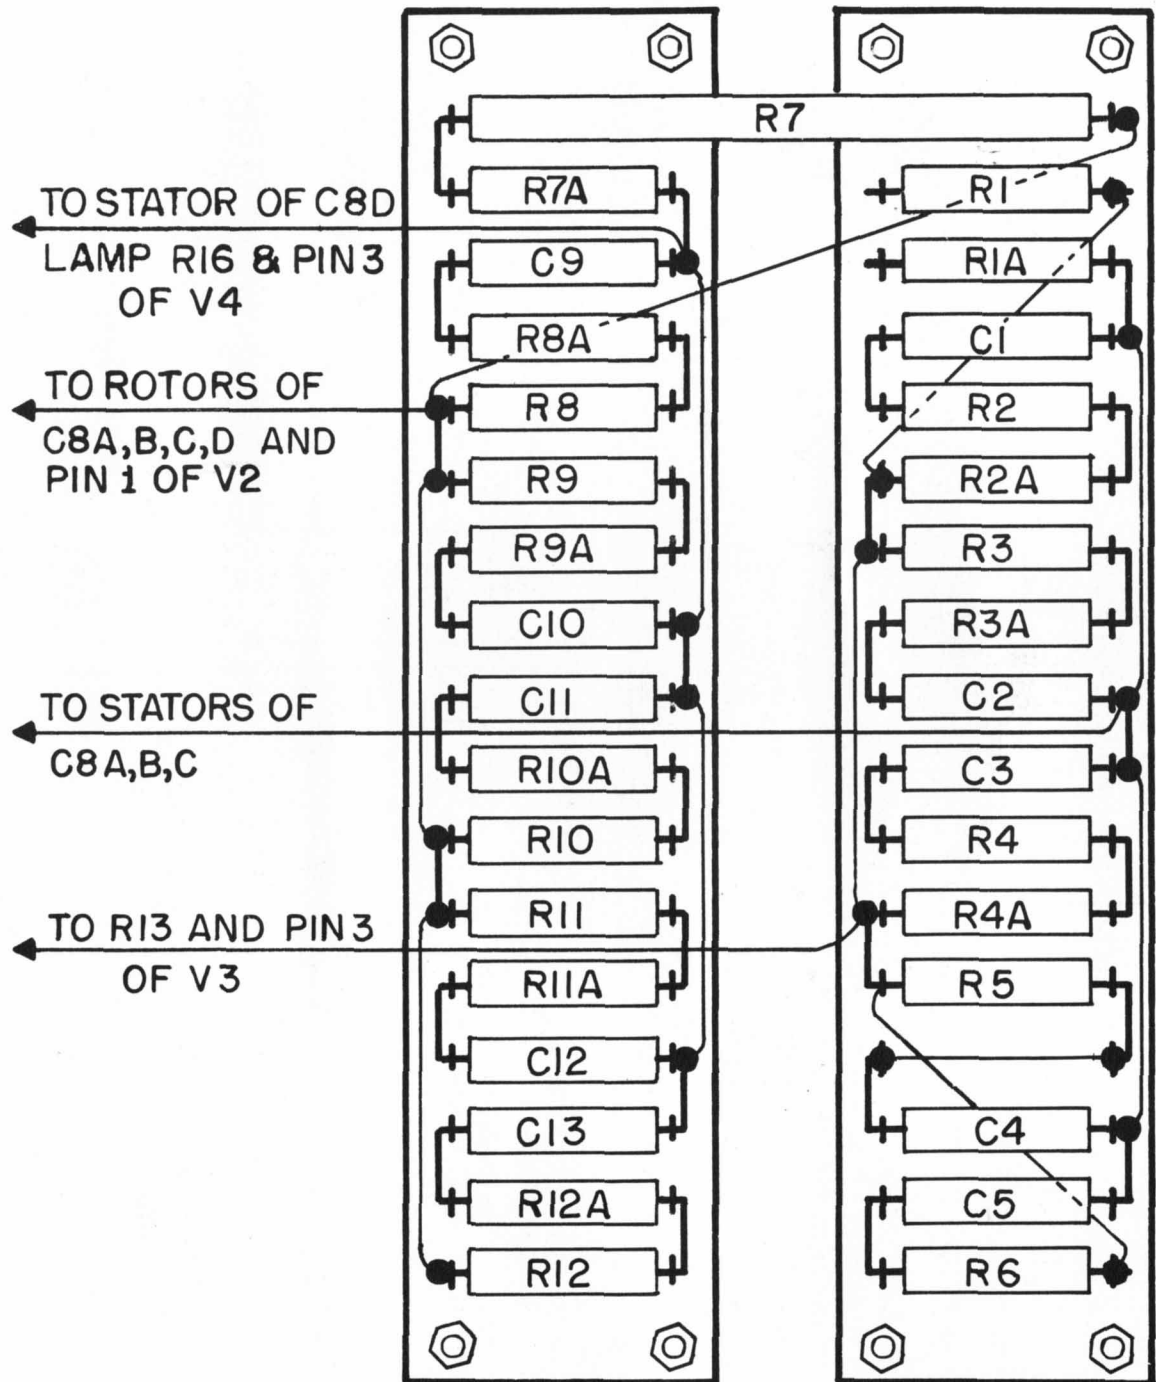 R7
R7A
R1
TO STATOR OF C8D
LAMP R16 & PIN 3
OF V4
C9
R1A
R8A
C1
TO ROTORS OF
C8A,B,C,D AND
PIN 1 OF V2
R8
R2
R9
R2A
R9A
R3
C10
R3A
TO STATORS OF
C8A,B,C
C11
C2
R10A
C3
R10
R4
TO R13 AND PIN 3
OF V3
R11
R4A
R11A
R5
C12
C13
C4
R12A
C5
R12
R6